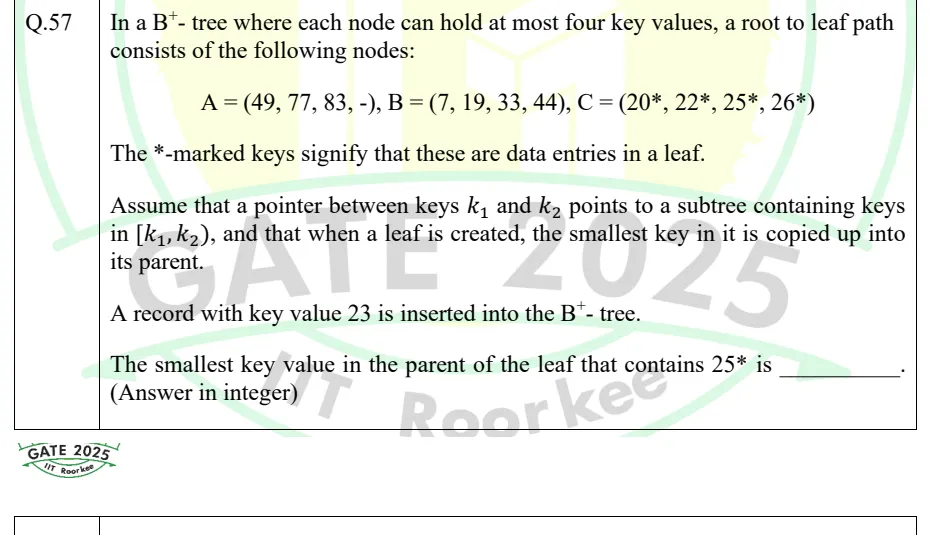 Q.57 In a B⁺- tree where each node can hold at most four key values, a root to leaf path
consists of the following nodes:
A = (49, 77, 83, -), B = (7, 19, 33, 44), C = (20*, 22*, 25*, 26*)
The *-marked keys signify that these are data entries in a leaf.
Assume that a pointer between keys k₁ and k₂ points to a subtree containing keys
in [k₁, k₂), and that when a leaf is created, the smallest key in it is copied up into
its parent.
A record with key value 23 is inserted into the B⁺- tree.
The smallest key value in the parent of the leaf that contains 25* is __________.
(Answer in integer)
GATE 2025
IIT Roorkee
GATE 2025
IIT Roorkee